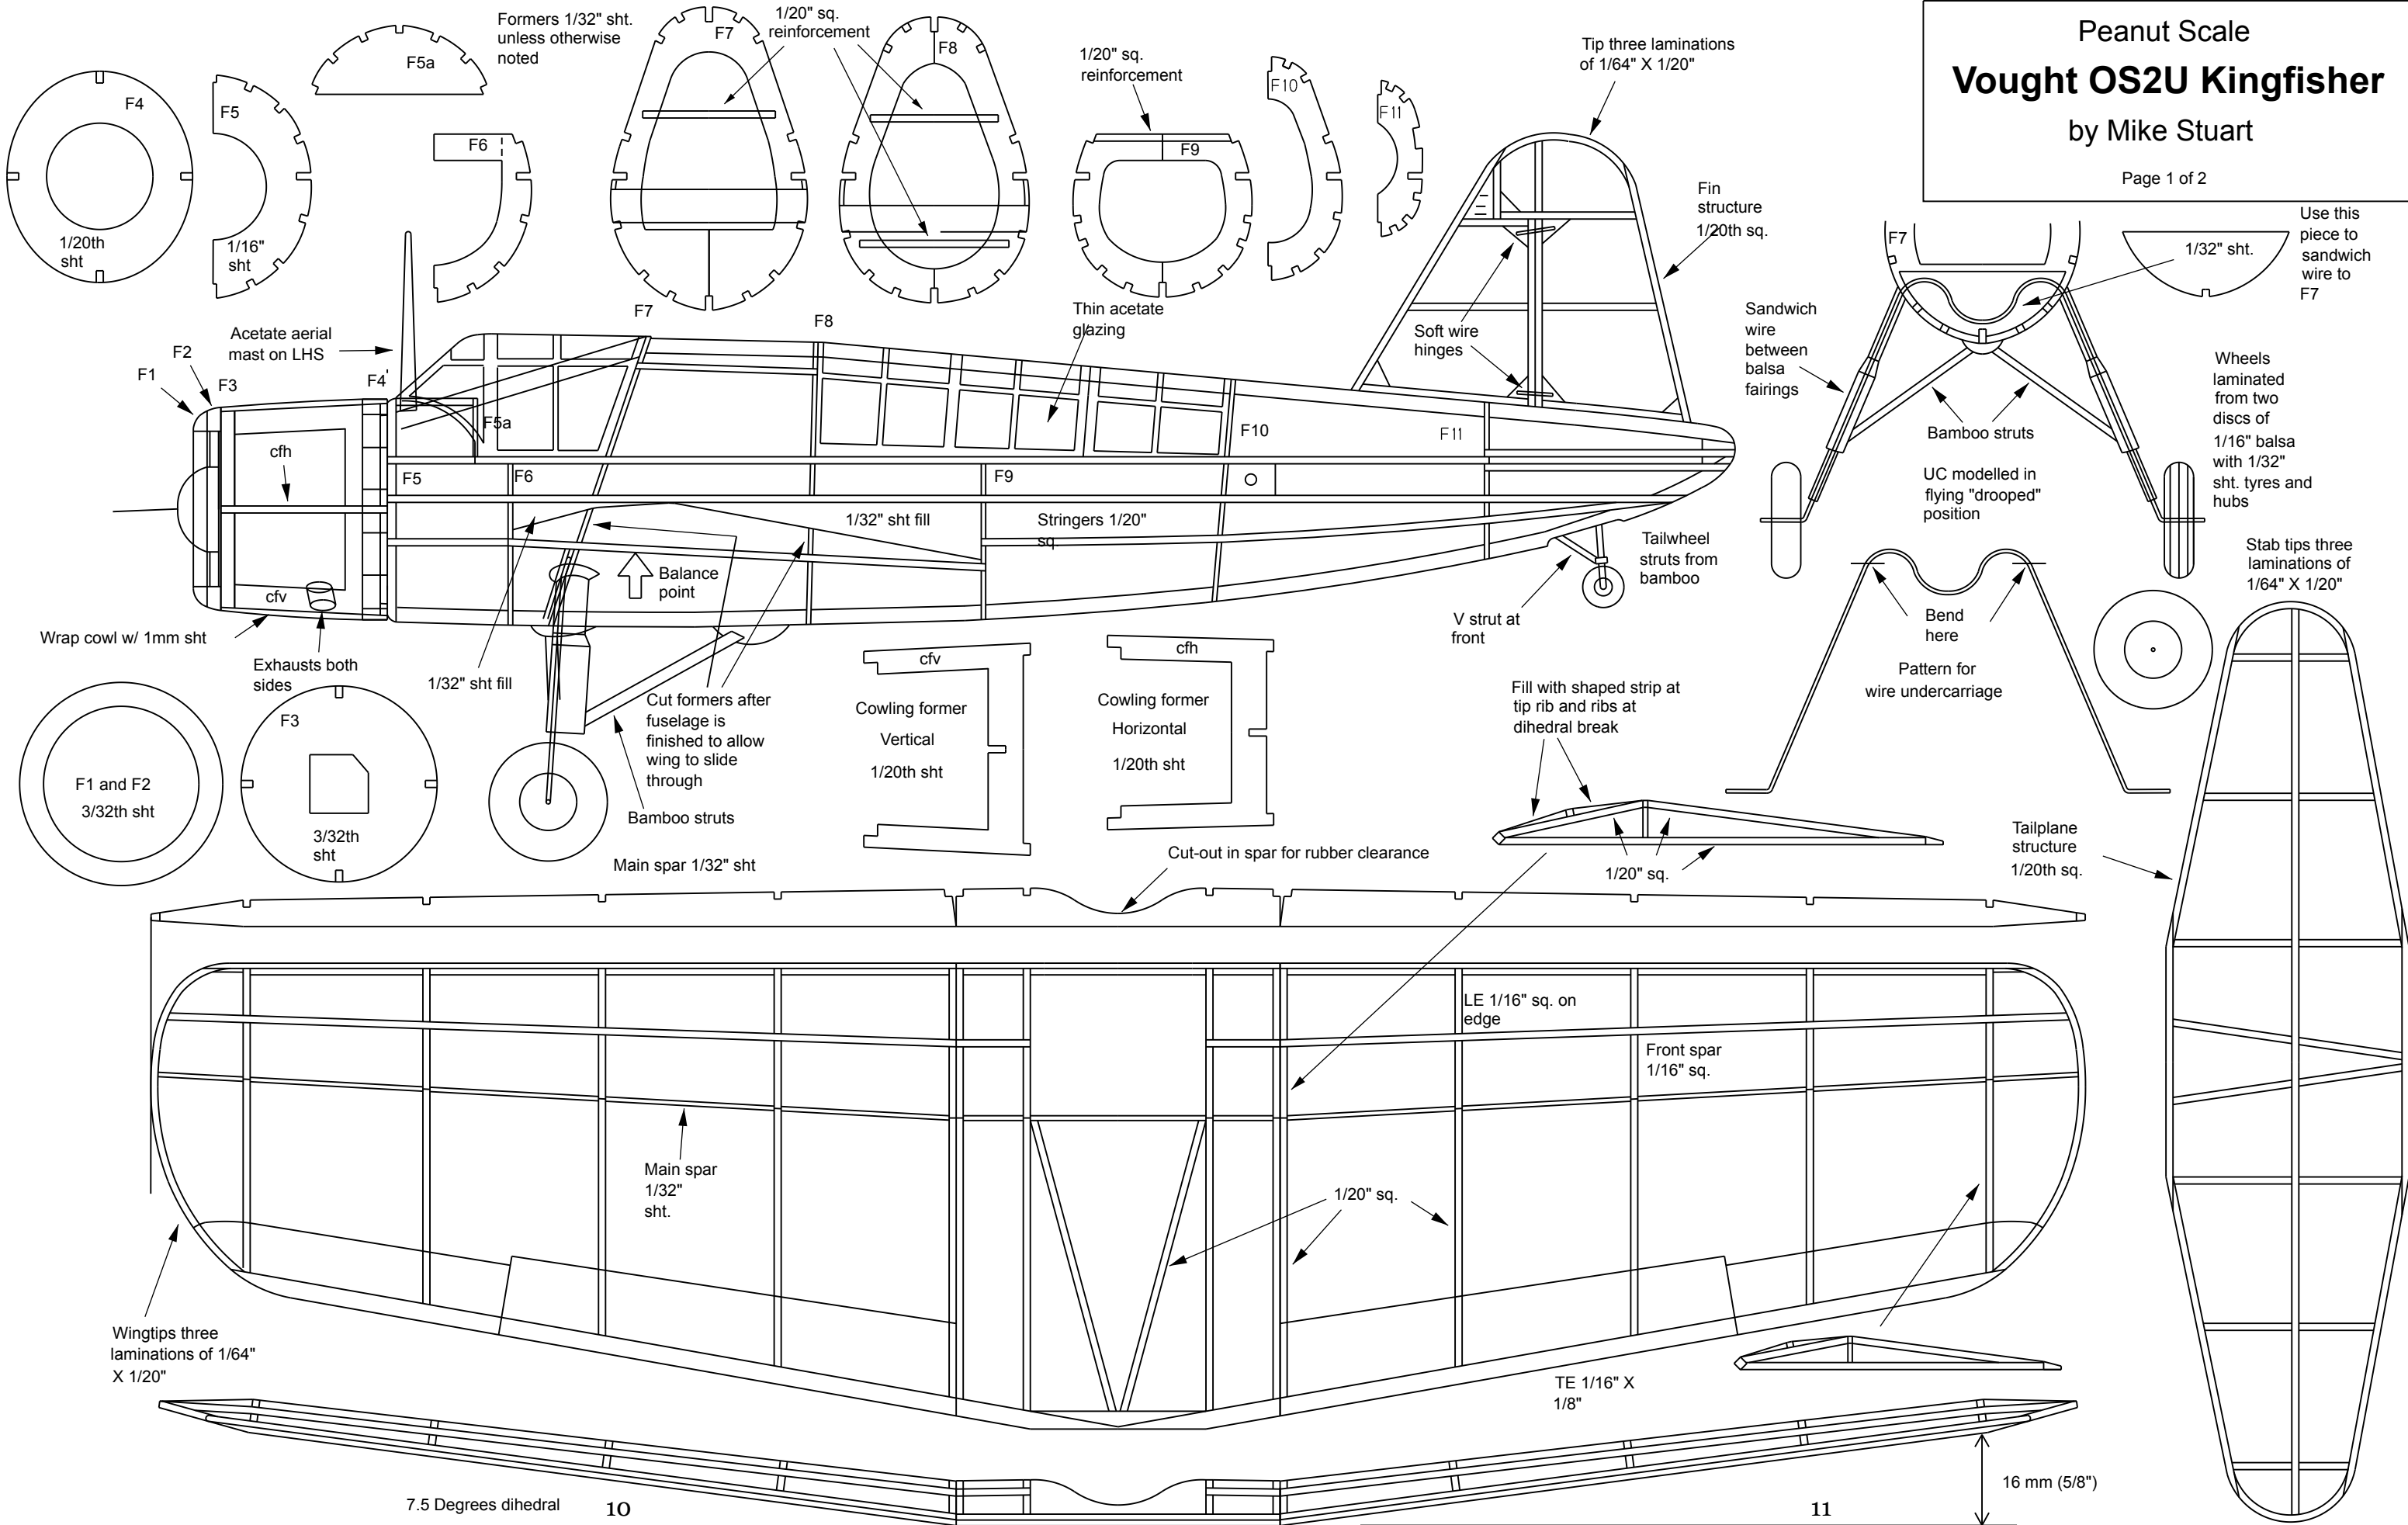 Peanut Scale
Vought OS2U Kingfisher
by Mike Stuart
Page 1 of 2
Formers 1/32" sht.
unless otherwise
noted
1/20" sq.
reinforcement
F4
1/20th
sht
F5
1/16"
sht
F5a
F6
F7
F8
1/20" sq.
reinforcement
F9
F10
F11
Tip three laminations
of 1/64" X 1/20"
Fin
structure
1/20th sq.
Soft wire
hinges
F7
1/32" sht.
Use this
piece to
sandwich
wire to
F7
Sandwich
wire
between
balsa
fairings
Bamboo struts
UC modelled in
flying "drooped"
position
Wheels
laminated
from two
discs of
1/16" balsa
with 1/32"
sht. tyres and
hubs
Acetate aerial
mast on LHS
F1
F2
F3
F4'
F5a
F7
F8
Thin acetate
glazing
F10
F11
cfh
F5
F6
F9
1/32" sht fill
Stringers 1/20"
sq.
Balance
point
cfv
Wrap cowl w/ 1mm sht
Exhausts both
sides
1/32" sht fill
Cut formers after
fuselage is
finished to allow
wing to slide
through
Bamboo struts
Tailwheel
struts from
bamboo
V strut at
front
Bend
here
Pattern for
wire undercarriage
Stab tips three
laminations of
1/64" X 1/20"
F1 and F2
3/32th sht
F3
3/32th
sht
cfv
Cowling former
Vertical
1/20th sht
cfh
Cowling former
Horizontal
1/20th sht
Fill with shaped strip at
tip rib and ribs at
dihedral break
1/20" sq.
Tailplane
structure
1/20th sq.
Main spar 1/32" sht
Cut-out in spar for rubber clearance
LE 1/16" sq. on
edge
Front spar
1/16" sq.
Main spar
1/32"
sht.
1/20" sq.
Wingtips three
laminations of 1/64"
X 1/20"
TE 1/16" X
1/8"
7.5 Degrees dihedral
10
11
16 mm (5/8")